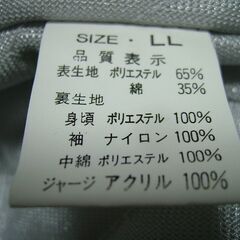 SIZE・LL
品質表示
表生地 ポリエステル 65%
綿 35%
裏生地
身頃 ポリエステル 100%
袖 ナイロン 100%
中綿 ポリエステル 100%
ジャージ アクリル 100%